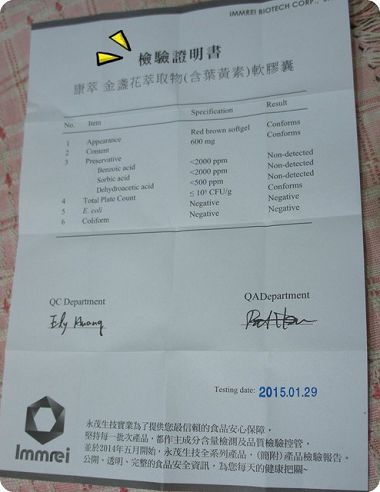 IMMREI BIOTECH CORP.,
檢驗證明書
康萃 金盞花萃取物(含葉黃素)軟膠囊
No. Item Specification Result
1 Appearance Red brown softgel Conforms
2 Content 600 mg Conforms
3 Preservative
Benzoic acid <2000 ppm Non-detected
Sorbic acid <2000 ppm Non-detected
Dehydroacetic acid <500 ppm Non-detected
4 Total Plate Count ≤ 10³ CFU/g Conforms
5 E. coli Negative Negative
6 Coliform Negative Negative
QC Department QADepartment
Testing date: 2015.01.29
永茂生技實業為了提供您最信賴的食品安心保障,
堅持每一批次產品,都作主成分含量檢測及品質檢驗控管,
並於2014年五月開始,永茂生技全系列產品,(隨附)產品檢驗報告,
公開、透明、完整的食品安全資訊,為您每天的健康把關~
Immrei